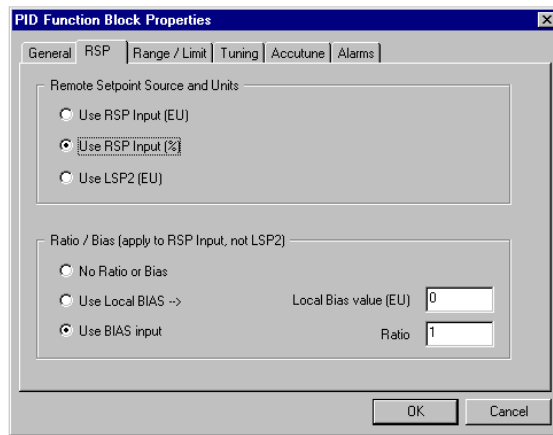 PID Function Block Properties
General RSP Range / Limit Tuning Accutune Alarms
Remote Setpoint Source and Units
Use RSP Input (EU)
Use RSP Input (%)
Use LSP2 (EU)
Ratio / Bias (apply to RSP Input, not LSP2)
No Ratio or Bias
Use Local BIAS --> Local Bias value (EU) 0
Use BIAS input Ratio 1
OK Cancel